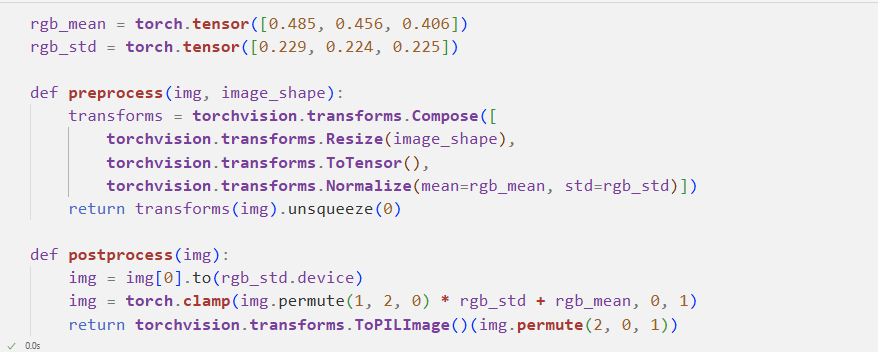 rgb_mean = torch.tensor([0.485, 0.456, 0.406])
rgb_std = torch.tensor([0.229, 0.224, 0.225])

def preprocess(img, image_shape):
    transforms = torchvision.transforms.Compose([
        torchvision.transforms.Resize(image_shape),
        torchvision.transforms.ToTensor(),
        torchvision.transforms.Normalize(mean=rgb_mean, std=rgb_std)])
    return transforms(img).unsqueeze(0)

def postprocess(img):
    img = img[0].to(rgb_std.device)
    img = torch.clamp(img.permute(1, 2, 0) * rgb_std + rgb_mean, 0, 1)
    return torchvision.transforms.ToPILImage()(img.permute(2, 0, 1))
✓ 0.0s